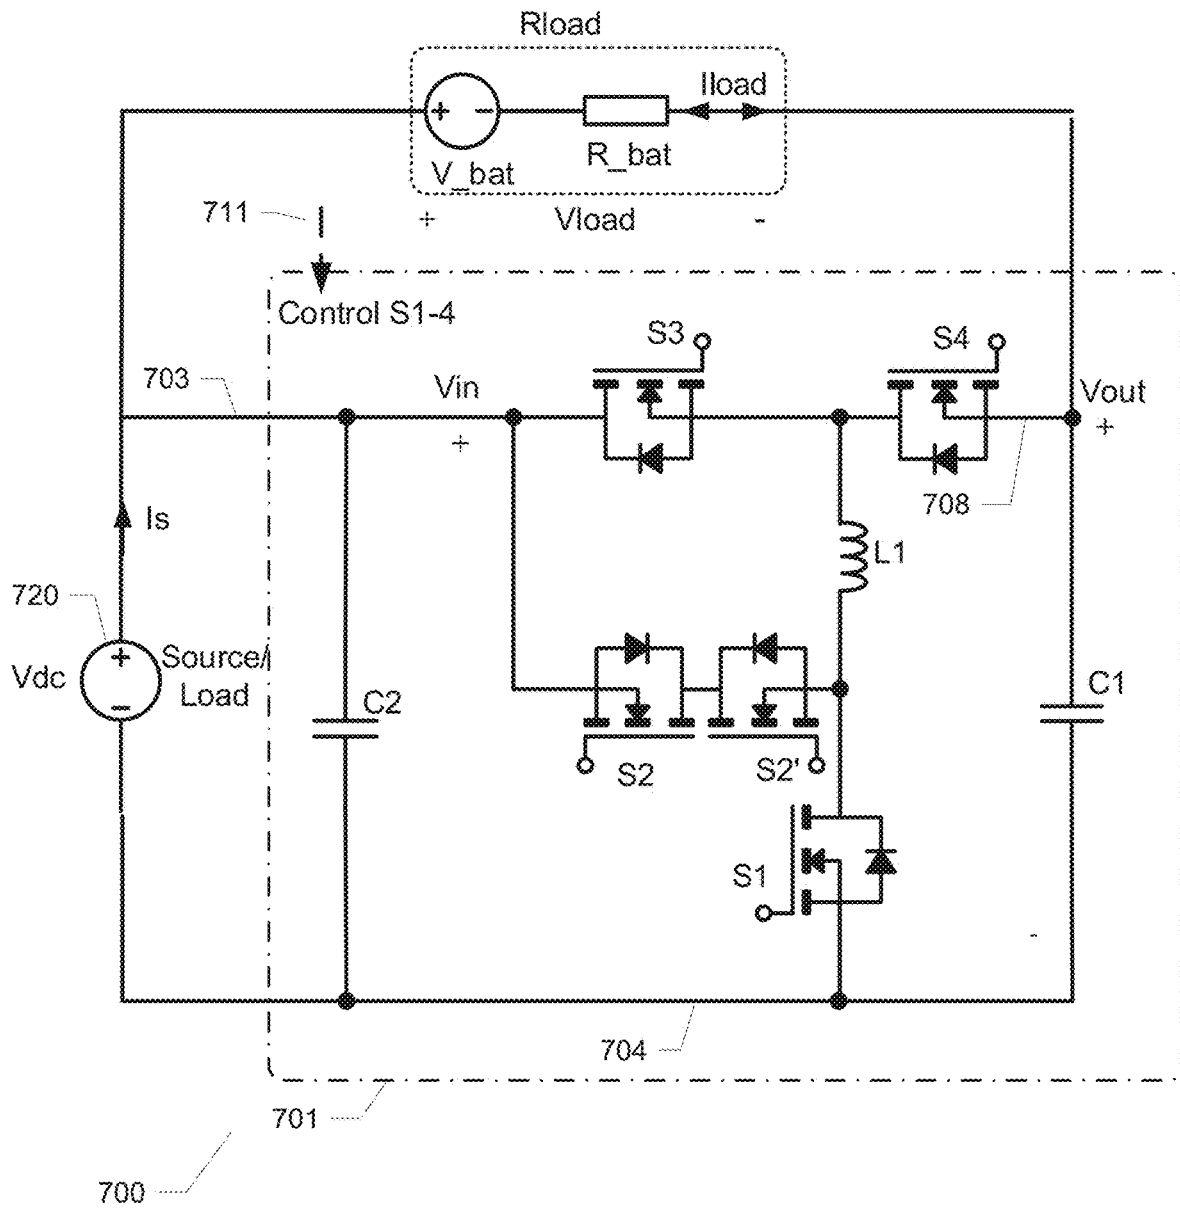 Rload
+ -
Iload
V_bat
R_bat
711
+ Vload -
Control S1-4
S3
S4
703
Vin
+
Vout
+
708
Is
L1
720
+
-
Vdc
Source/
Load
C2
C1
S2
S2'
S1
-
704
701
700